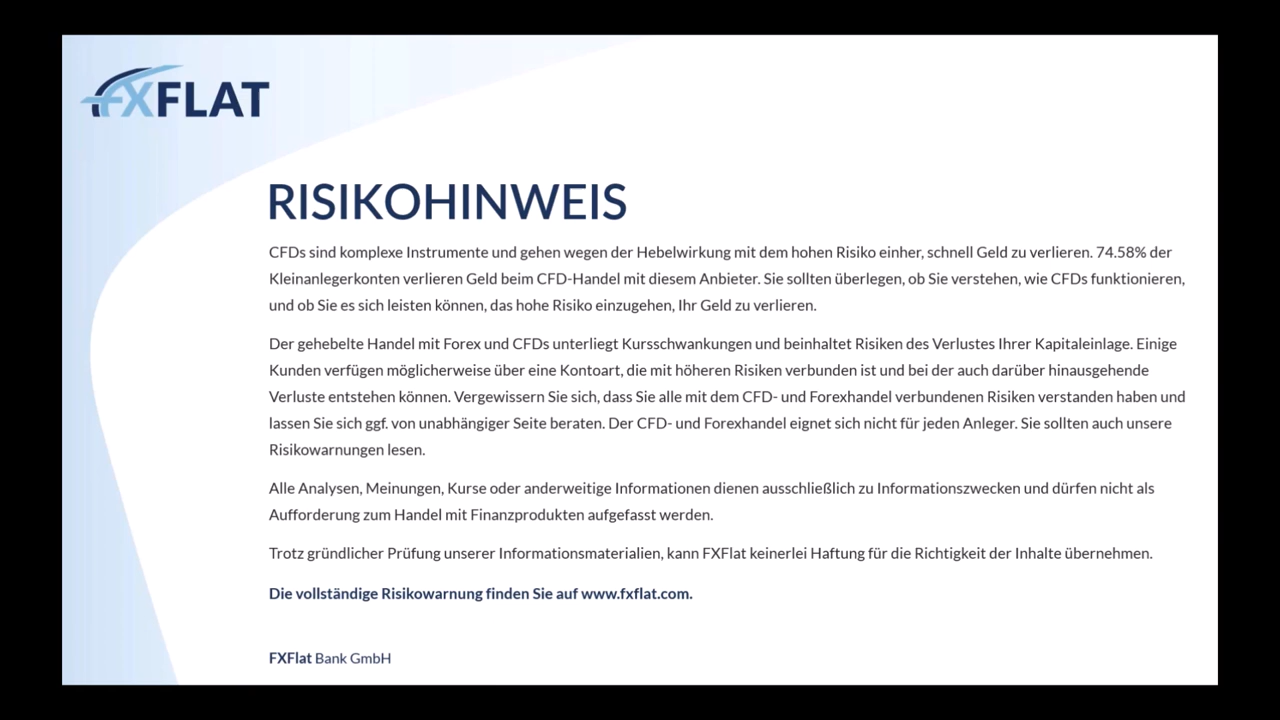 FXFLAT
RISIKOHINWEIS
CFDs sind komplexe Instrumente und gehen wegen der Hebelwirkung mit dem hohen Risiko einher, schnell Geld zu verlieren. 74.58% der
Kleinanlegerkonten verlieren Geld beim CFD-Handel mit diesem Anbieter. Sie sollten überlegen, ob Sie verstehen, wie CFDs funktionieren,
und ob Sie es sich leisten können, das hohe Risiko einzugehen, Ihr Geld zu verlieren.
Der gehebelte Handel mit Forex und CFDs unterliegt Kursschwankungen und beinhaltet Risiken des Verlustes Ihrer Kapitaleinlage. Einige
Kunden verfügen möglicherweise über eine Kontoart, die mit höheren Risiken verbunden ist und bei der auch darüber hinausgehende
Verluste entstehen können. Vergewissern Sie sich, dass Sie alle mit dem CFD- und Forexhandel verbundenen Risiken verstanden haben und
lassen Sie sich ggf. von unabhängiger Seite beraten. Der CFD- und Forexhandel eignet sich nicht für jeden Anleger. Sie sollten auch unsere
Risikowarnungen lesen.
Alle Analysen, Meinungen, Kurse oder anderweitige Informationen dienen ausschließlich zu Informationszwecken und dürfen nicht als
Aufforderung zum Handel mit Finanzprodukten aufgefasst werden.
Trotz gründlicher Prüfung unserer Informationsmaterialien, kann FXFlat keinerlei Haftung für die Richtigkeit der Inhalte übernehmen.
Die vollständige Risikowarnung finden Sie auf www.fxflat.com.
FXFlat Bank GmbH